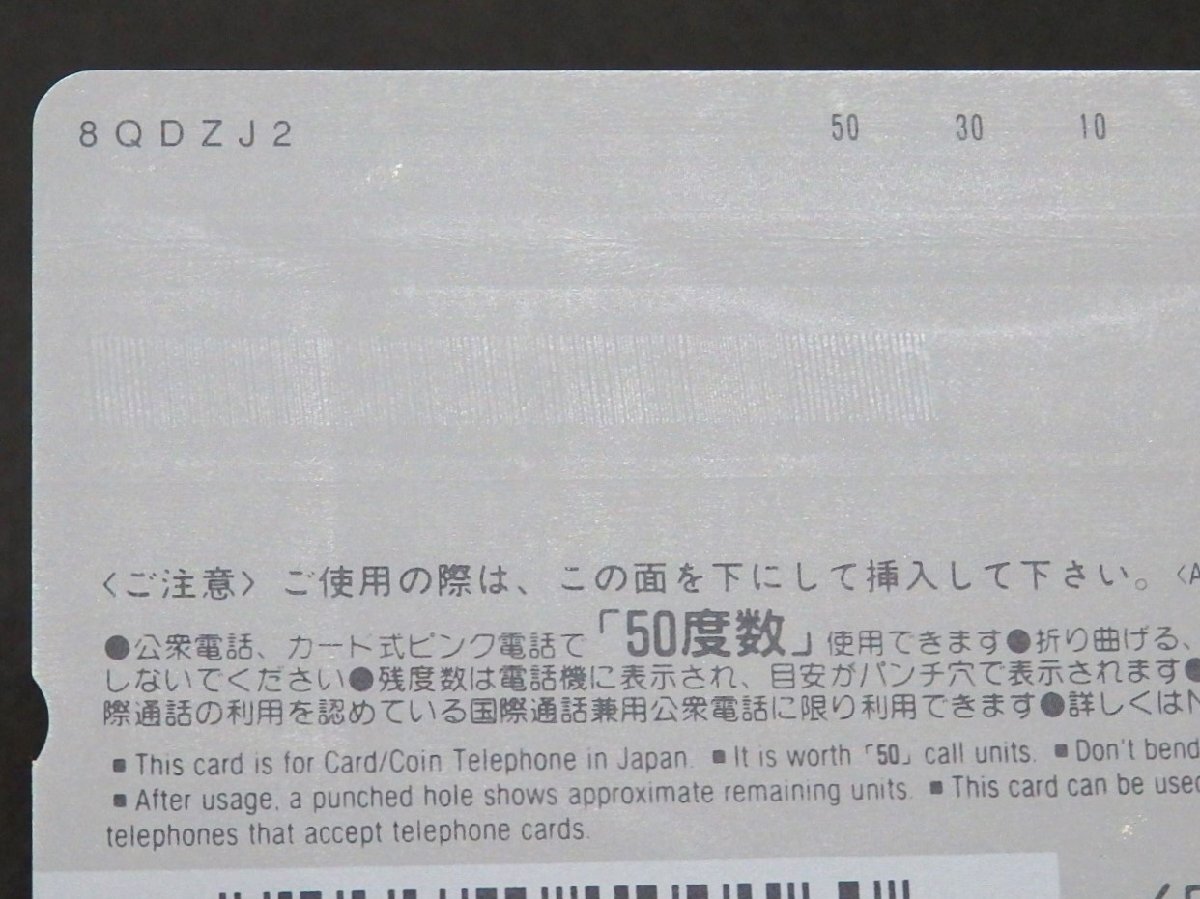 8QDZJ2 50 30 10
〈ご注意〉ご使用の際は、この面を下にして挿入して下さい。〈A
●公衆電話、カード式ピンク電話で「50度数」使用できます●折り曲げる、
しないでください●残度数は電話機に表示され、目安がパンチ穴で表示されます●
際通話の利用を認めている国際通話兼用公衆電話に限り利用できます●詳しくはN
■This card is for Card/Coin Telephone in Japan. ■It is worth「50」call units. ■Don't bend
■After usage, a punched hole shows approximate remaining units. ■This card can be used
telephones that accept telephone cards.